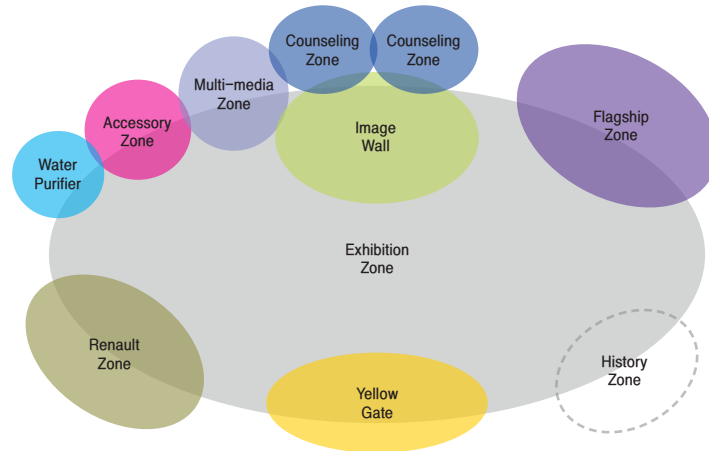 Counseling
Zone
Counseling
Zone
Multi-media
Zone
Accessory
Zone
Water
Purifier
Image
Wall
Flagship
Zone
Exhibition
Zone
Renault
Zone
Yellow
Gate
History
Zone